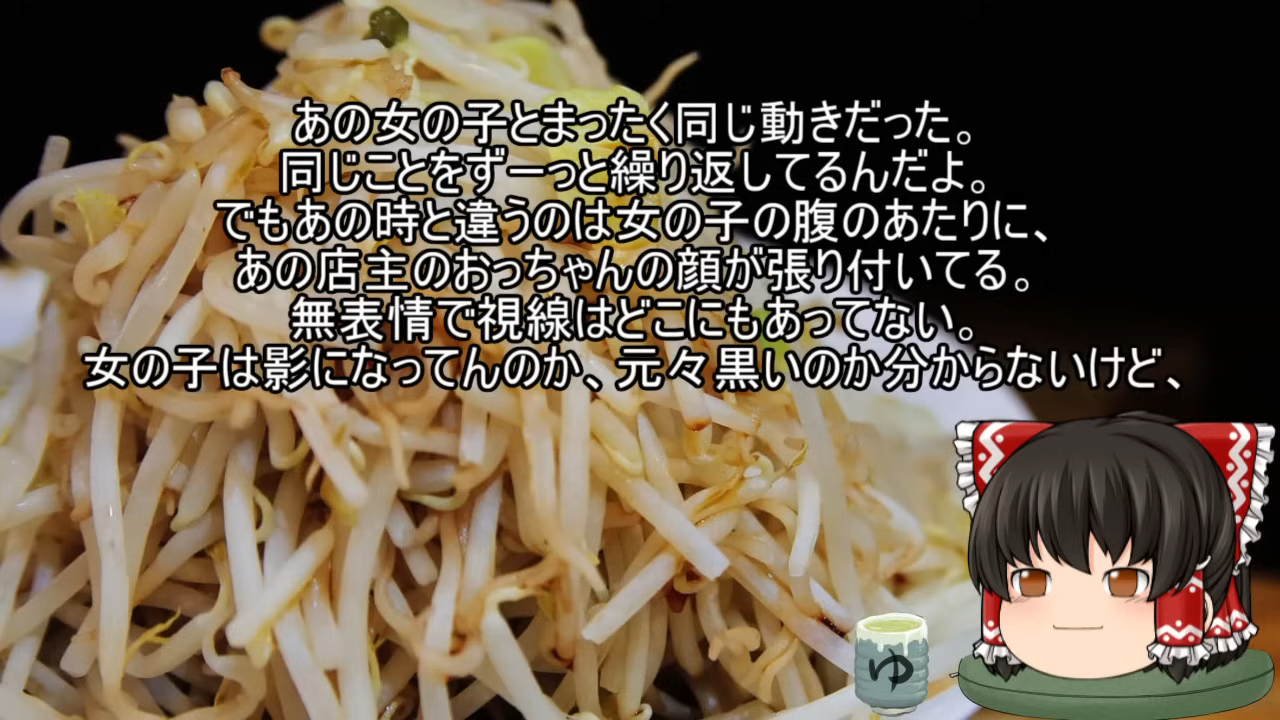 あの女の子とまったく同じ動きだった。
同じことをずーっと繰り返してるんだよ。
でもあの時と違うのは女の子の腹のあたりに、
あの店主のおっちゃんの顔が張り付いてる。
無表情で視線はどこにもあってない。
女の子は影になってんのか、元々黒いのか分からないけど、
ゆ